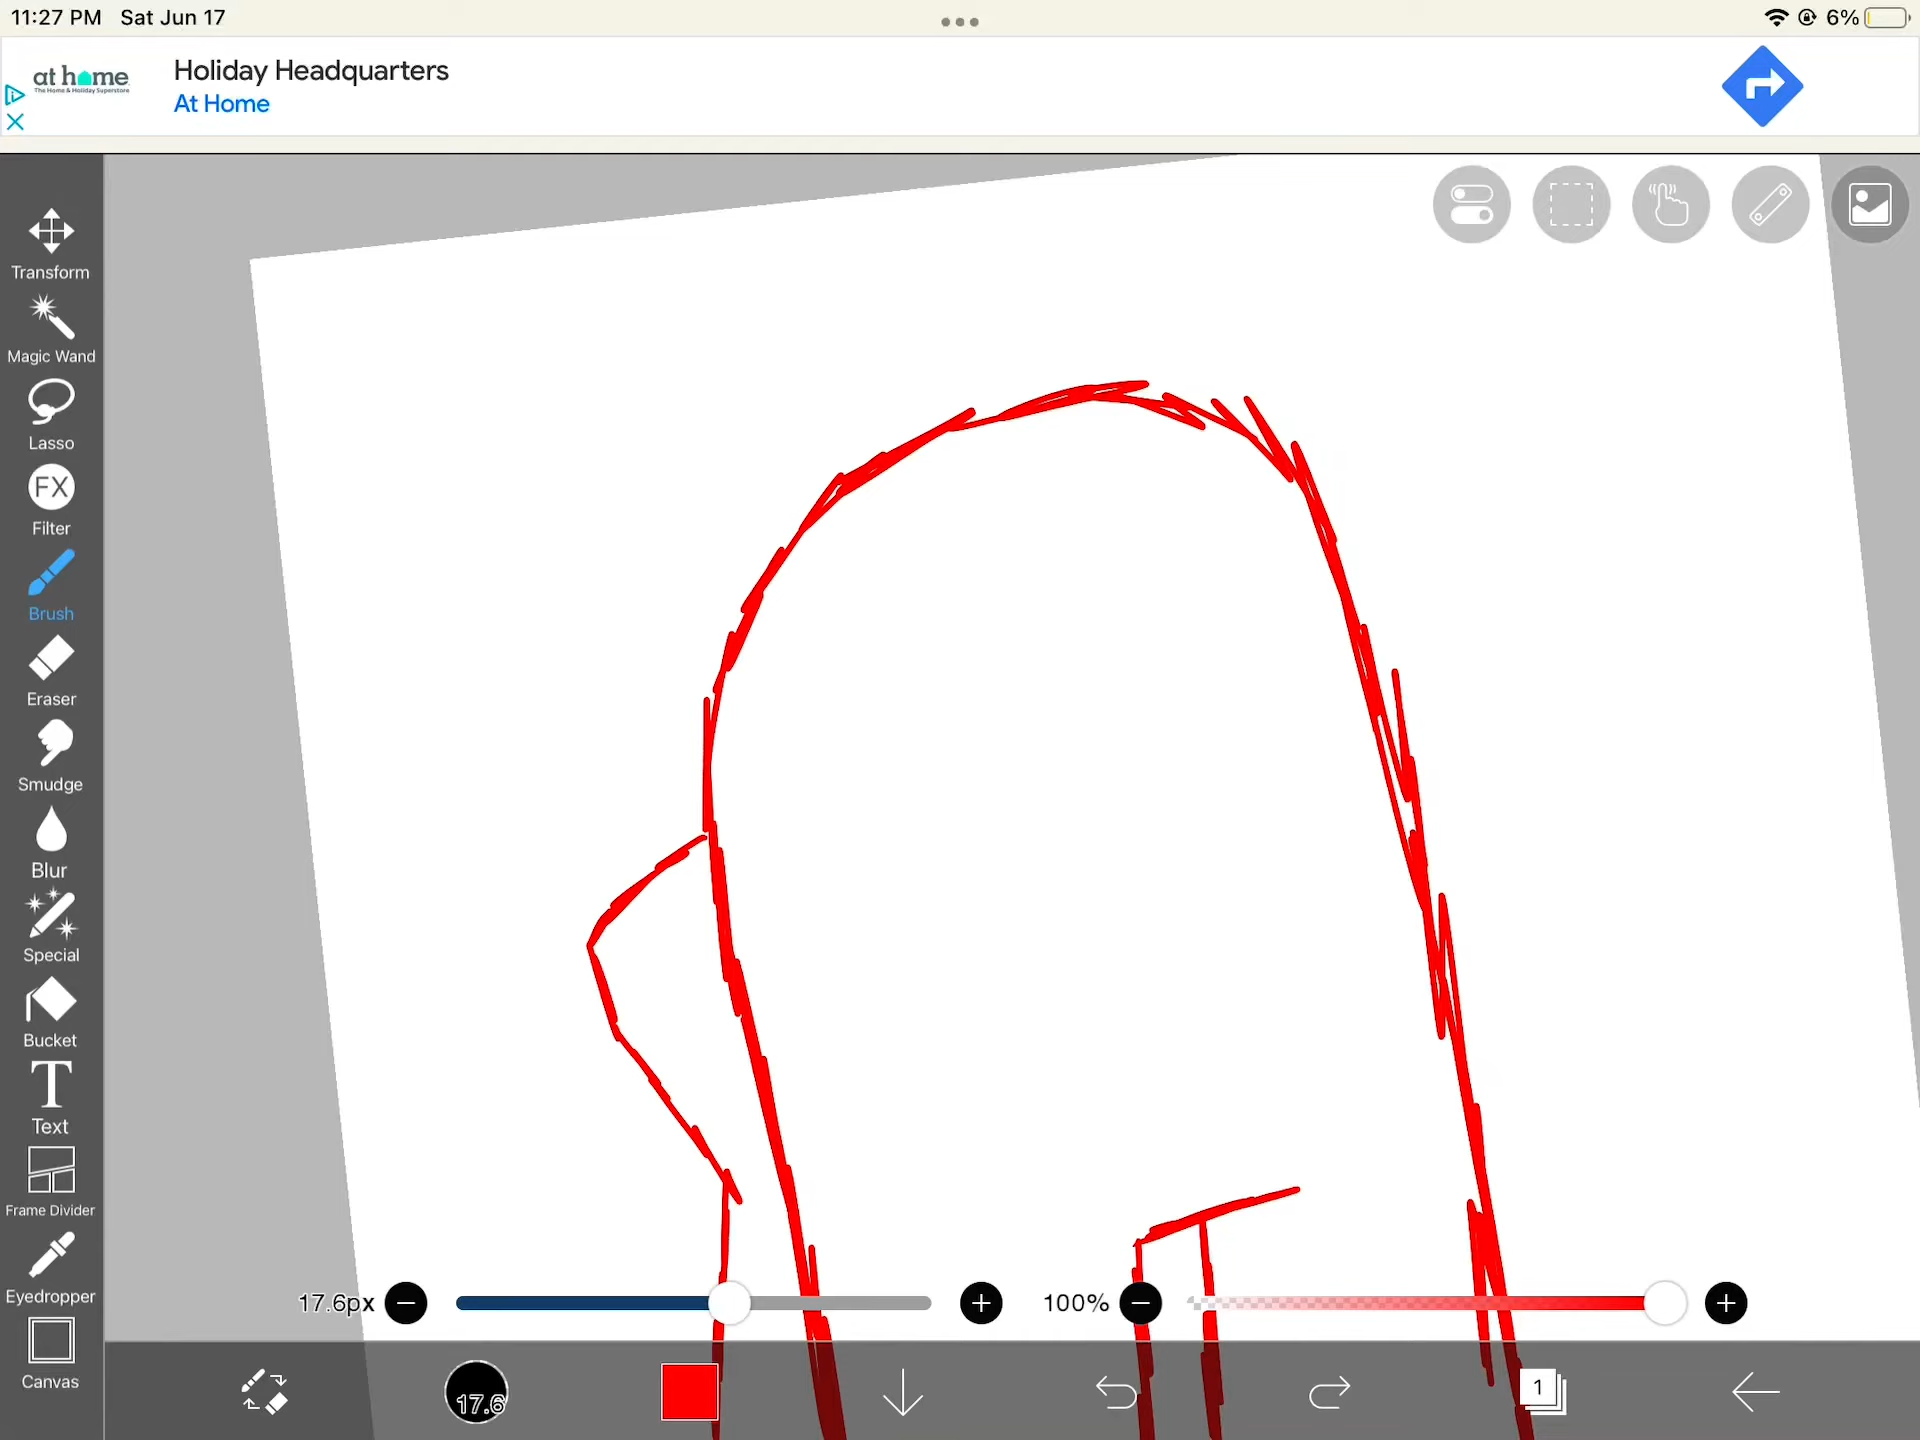 11:27 PM Sat Jun 17
6%
at home
The Home & Holiday Superstore
Holiday Headquarters
At Home
Transform
Magic Wand
Lasso
FX
Filter
Brush
Eraser
Smudge
Blur
Special
Bucket
T
Text
Frame Divider
Eyedropper
Canvas
17.6px
100%
17.6
1